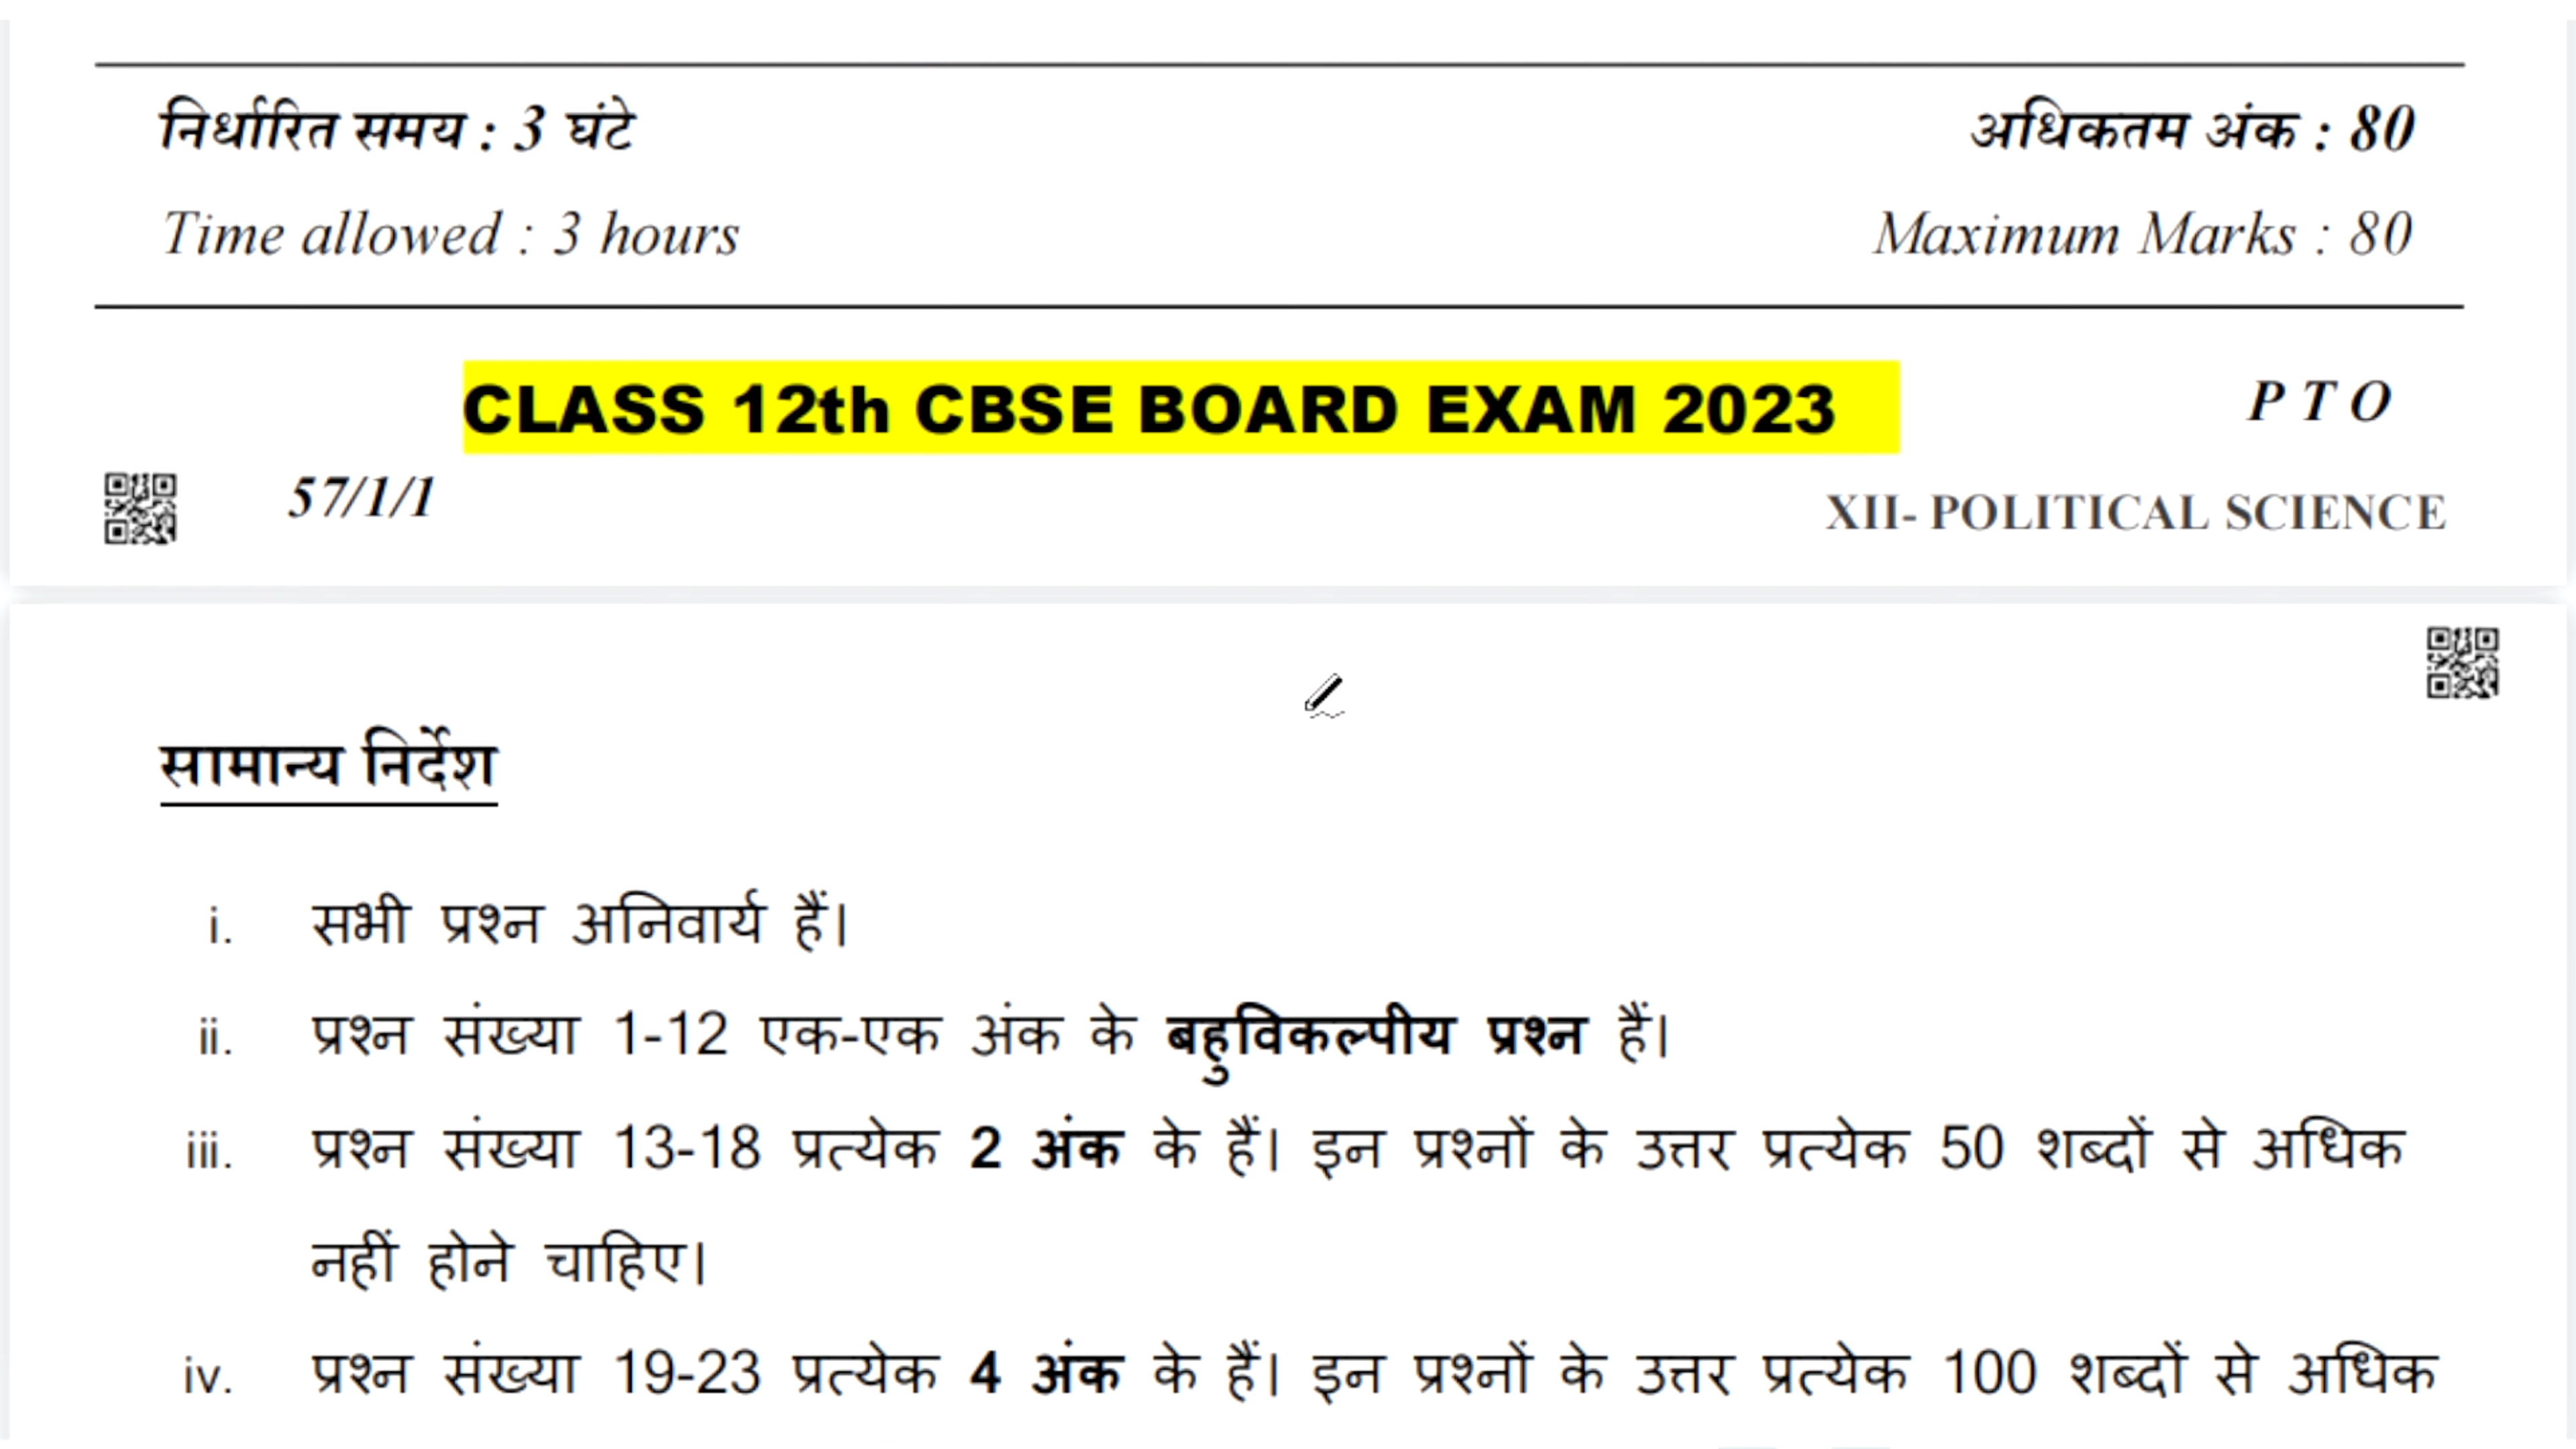 निर्धारित समय : 3 घंटे अधिकतम अंक : 80
Time allowed : 3 hours Maximum Marks : 80
CLASS 12th CBSE BOARD EXAM 2023 P T O
57/1/1 XII- POLITICAL SCIENCE
सामान्य निर्देश
i. सभी प्रश्न अनिवार्य हैं।
ii. प्रश्न संख्या 1-12 एक-एक अंक के बहुविकल्पीय प्रश्न हैं।
iii. प्रश्न संख्या 13-18 प्रत्येक 2 अंक के हैं। इन प्रश्नों के उत्तर प्रत्येक 50 शब्दों से अधिक
नहीं होने चाहिए।
iv. प्रश्न संख्या 19-23 प्रत्येक 4 अंक के हैं। इन प्रश्नों के उत्तर प्रत्येक 100 शब्दों से अधिक